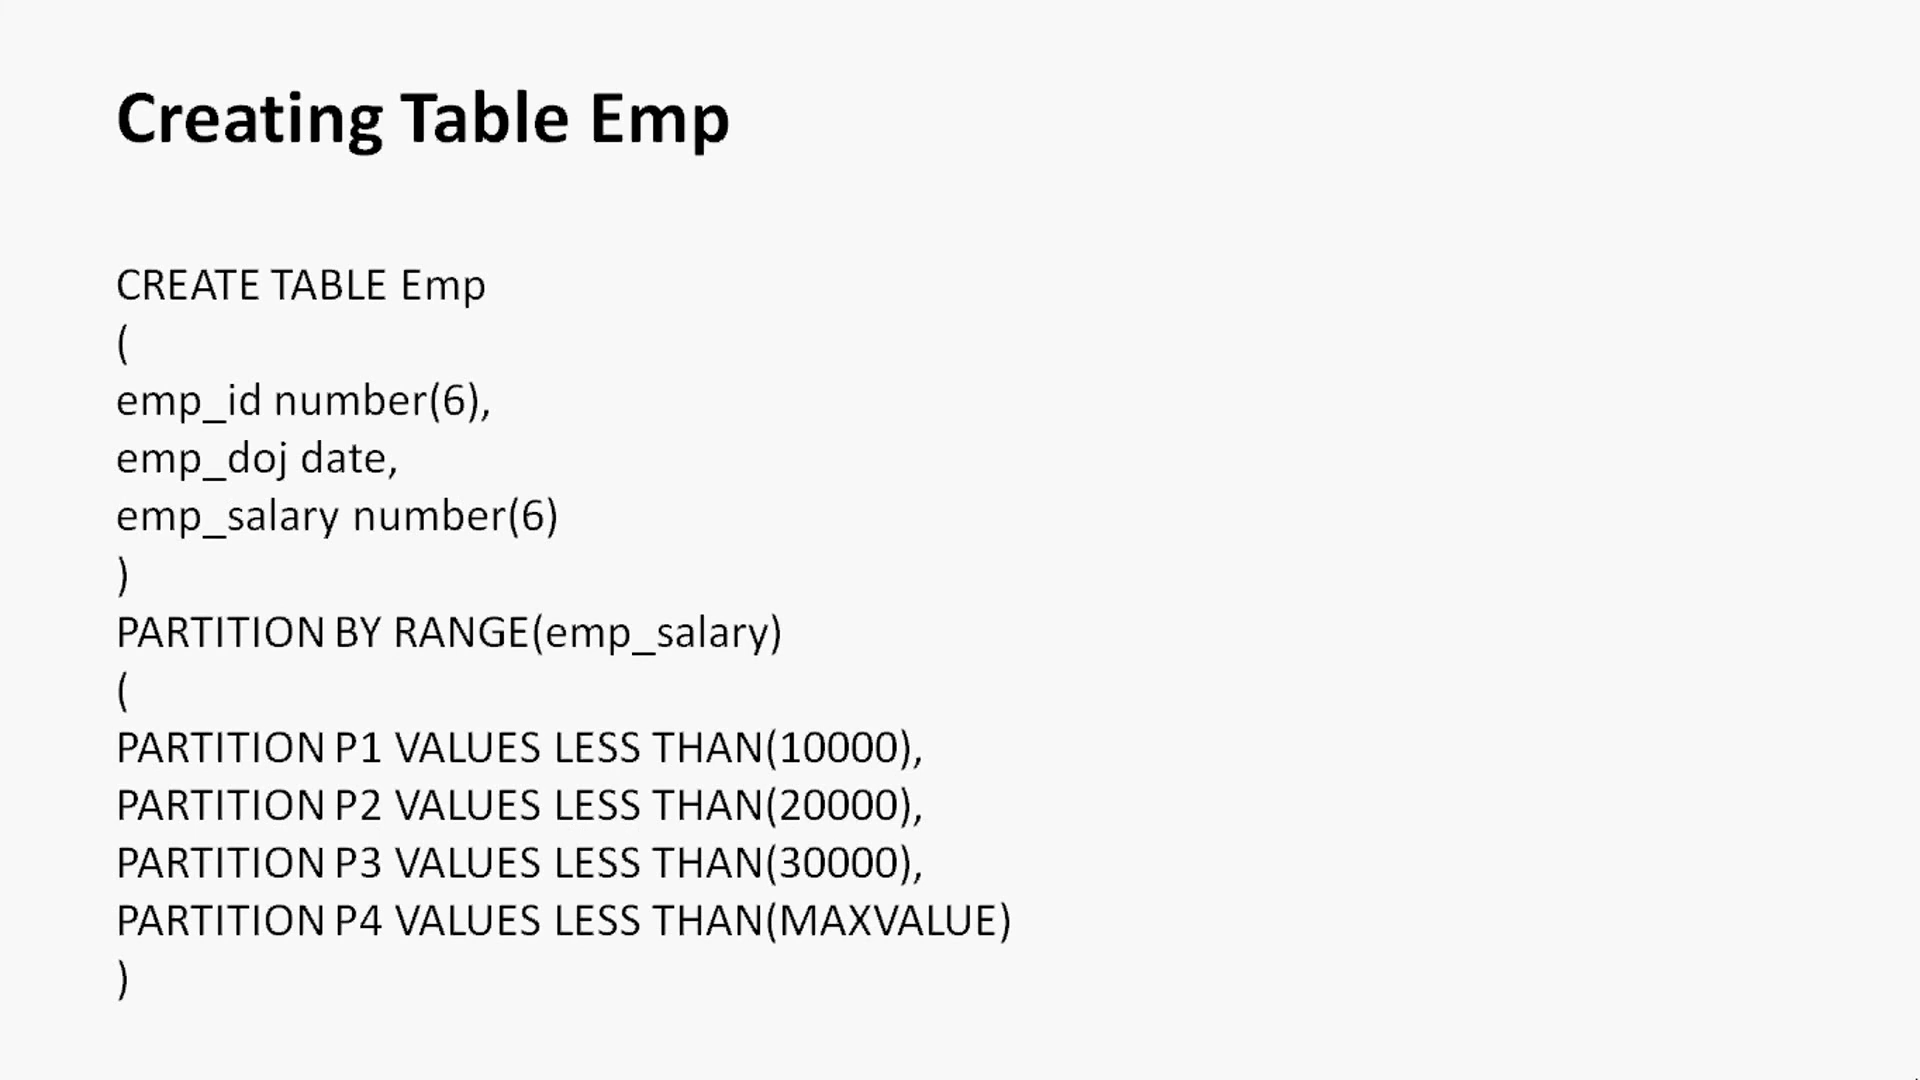 Creating Table Emp
CREATE TABLE Emp
(
emp_id number(6),
emp_doj date,
emp_salary number(6)
)
PARTITION BY RANGE(emp_salary)
(
PARTITION P1 VALUES LESS THAN(10000),
PARTITION P2 VALUES LESS THAN(20000),
PARTITION P3 VALUES LESS THAN(30000),
PARTITION P4 VALUES LESS THAN(MAXVALUE)
)